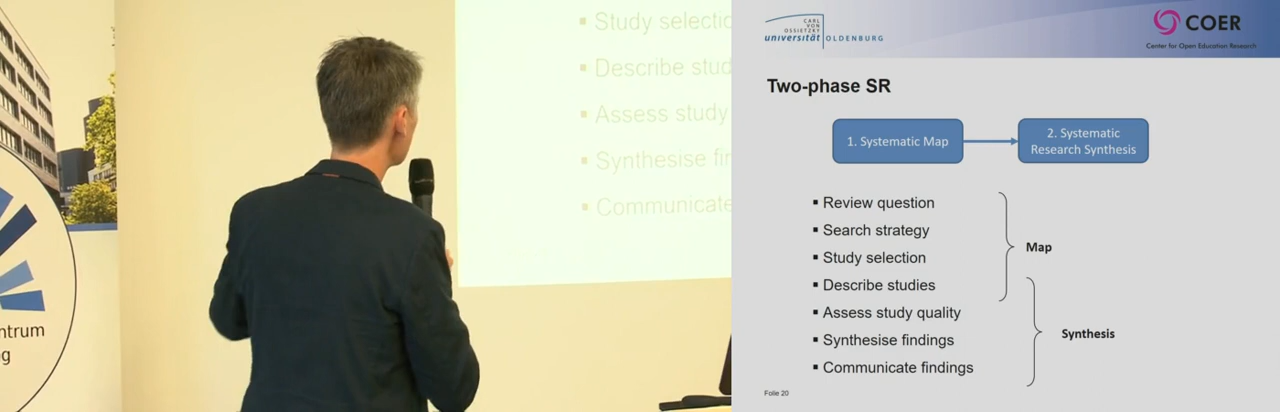 ntrum
g
Study selectio
Describe stud
Assess study
Synthesise fin
Communicate
CARL
VON
OSSIETZKY
universität OLDENBURG
COER
Center for Open Education Research
Two-phase SR
1. Systematic Map
2. Systematic
Research Synthesis
Review question
Search strategy
Study selection
Describe studies
Assess study quality
Synthesise findings
Communicate findings
Map
Synthesis
Folie 20